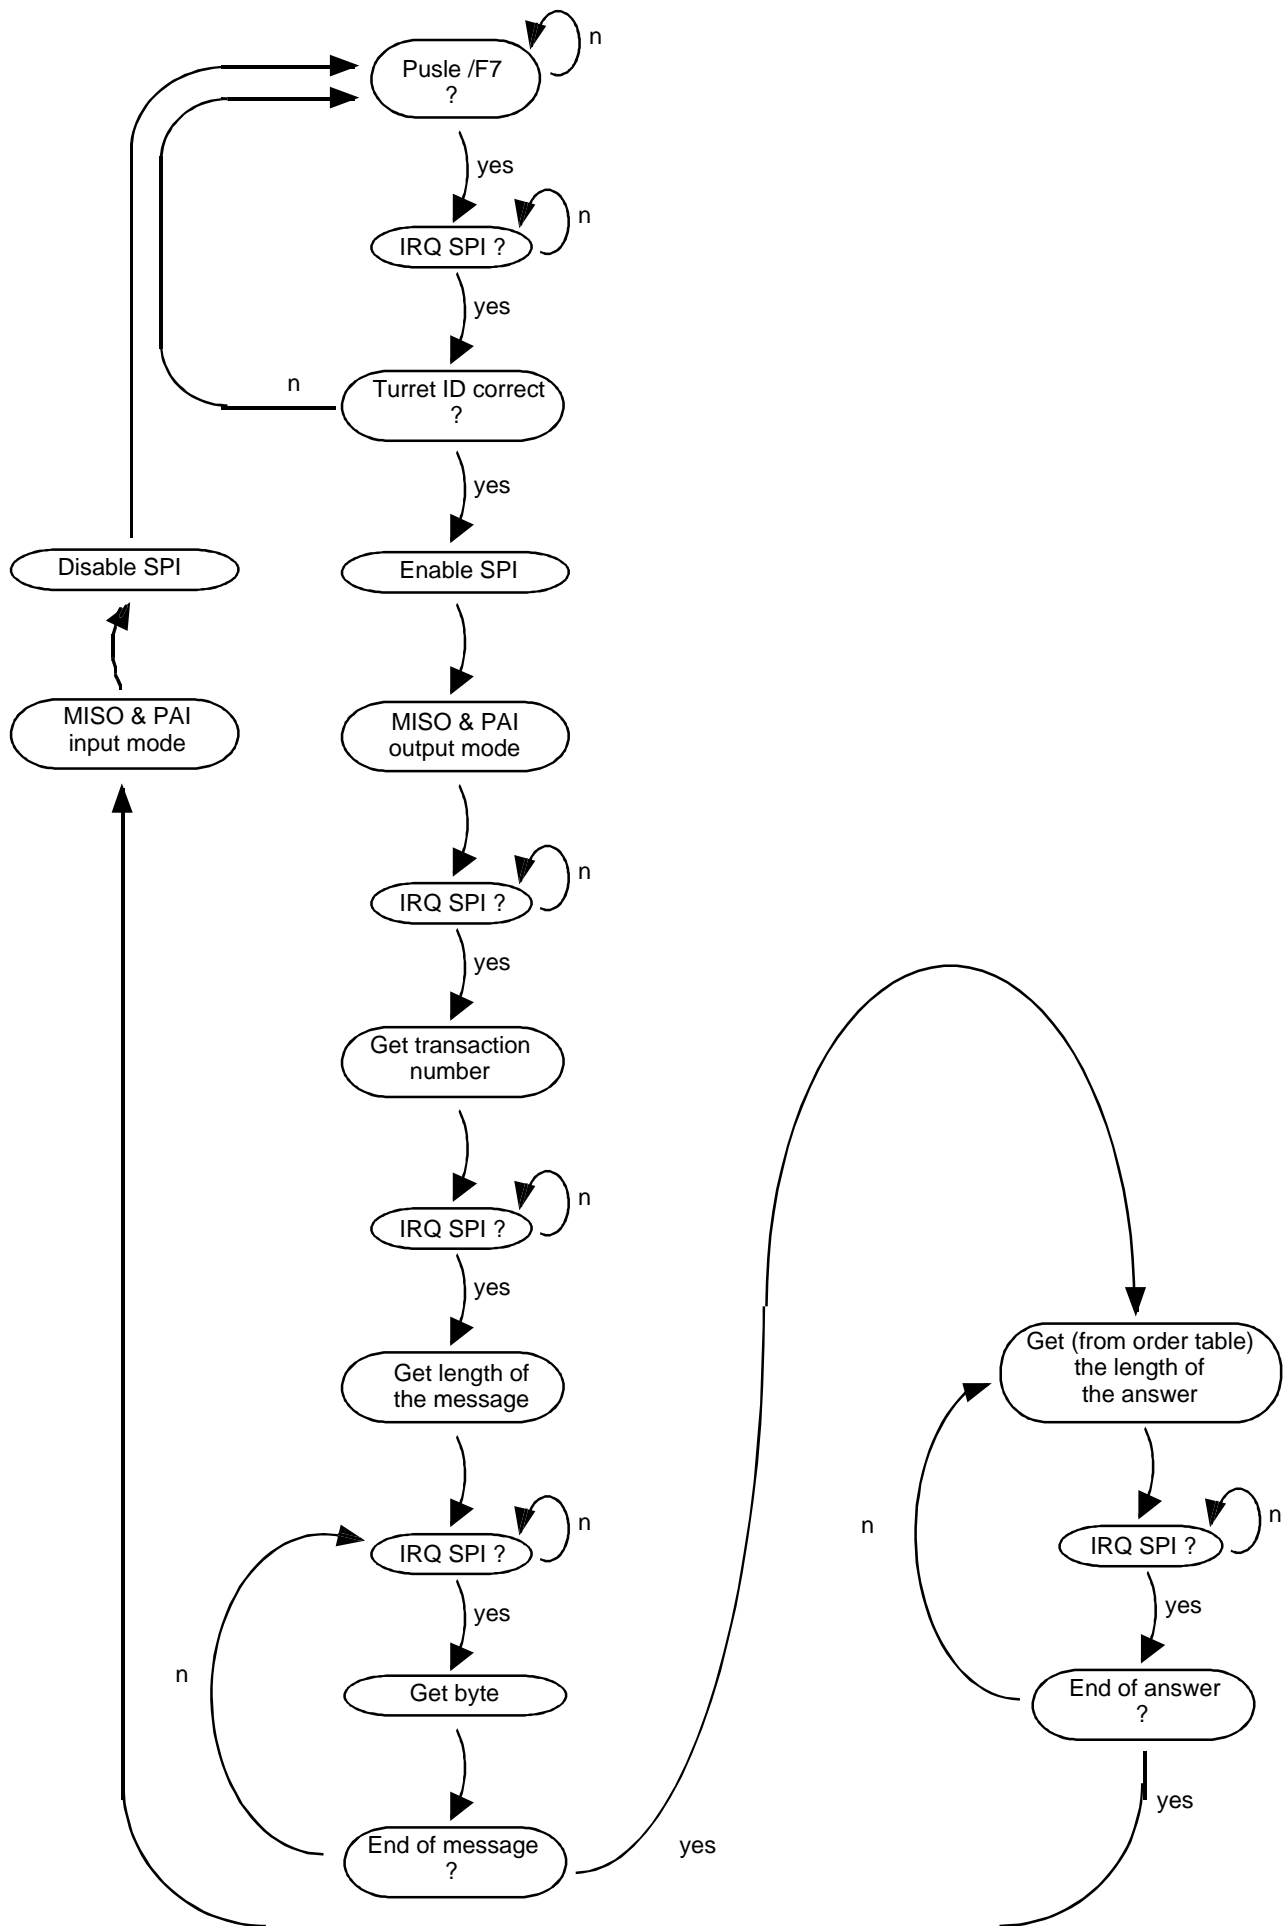 n
Pusle /F7
?
yes
n
IRQ SPI ?
yes
n
Turret ID correct
?
yes
Disable SPI
Enable SPI
MISO & PAI
input mode
MISO & PAI
output mode
n
IRQ SPI ?
yes
Get transaction
number
n
IRQ SPI ?
yes
Get length of
the message
n
IRQ SPI ?
yes
n
Get byte
End of message
?
yes
Get (from order table)
the length of
the answer
n
n
IRQ SPI ?
yes
End of answer
?
yes